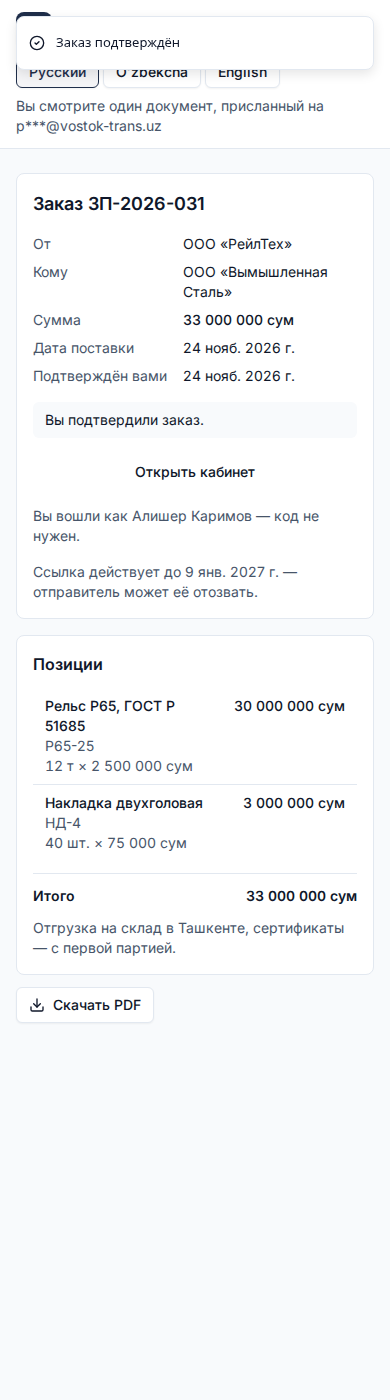 Заказ подтверждён
Русский
O'zbekcha
English
Вы смотрите один документ, присланный на
p***@vostok-trans.uz
Заказ ЗП-2026-031
От
ООО «РейлТех»
Кому
ООО «Вымышленная
Сталь»
Сумма
33 000 000 сум
Дата поставки
24 нояб. 2026 г.
Подтверждён вами
24 нояб. 2026 г.
Вы подтвердили заказ.
Открыть кабинет
Вы вошли как Алишер Каримов — код не
нужен.
Ссылка действует до 9 янв. 2027 г. —
отправитель может её отозвать.
Позиции
Рельс Р65, ГОСТ Р
51685
30 000 000 сум
Р65-25
12 т × 2 500 000 сум
Накладка двухголовая
3 000 000 сум
НД-4
40 шт. × 75 000 сум
Итого
33 000 000 сум
Отгрузка на склад в Ташкенте, сертификаты
— с первой партией.
Скачать PDF